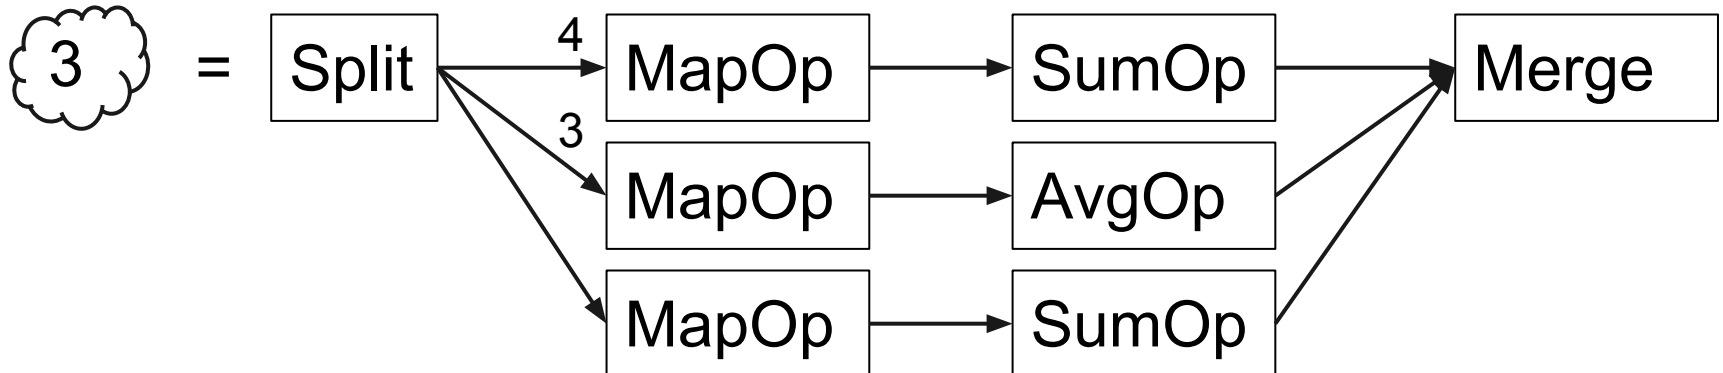 3 = Split 4 MapOp SumOp Merge
3 MapOp AvgOp
MapOp SumOp